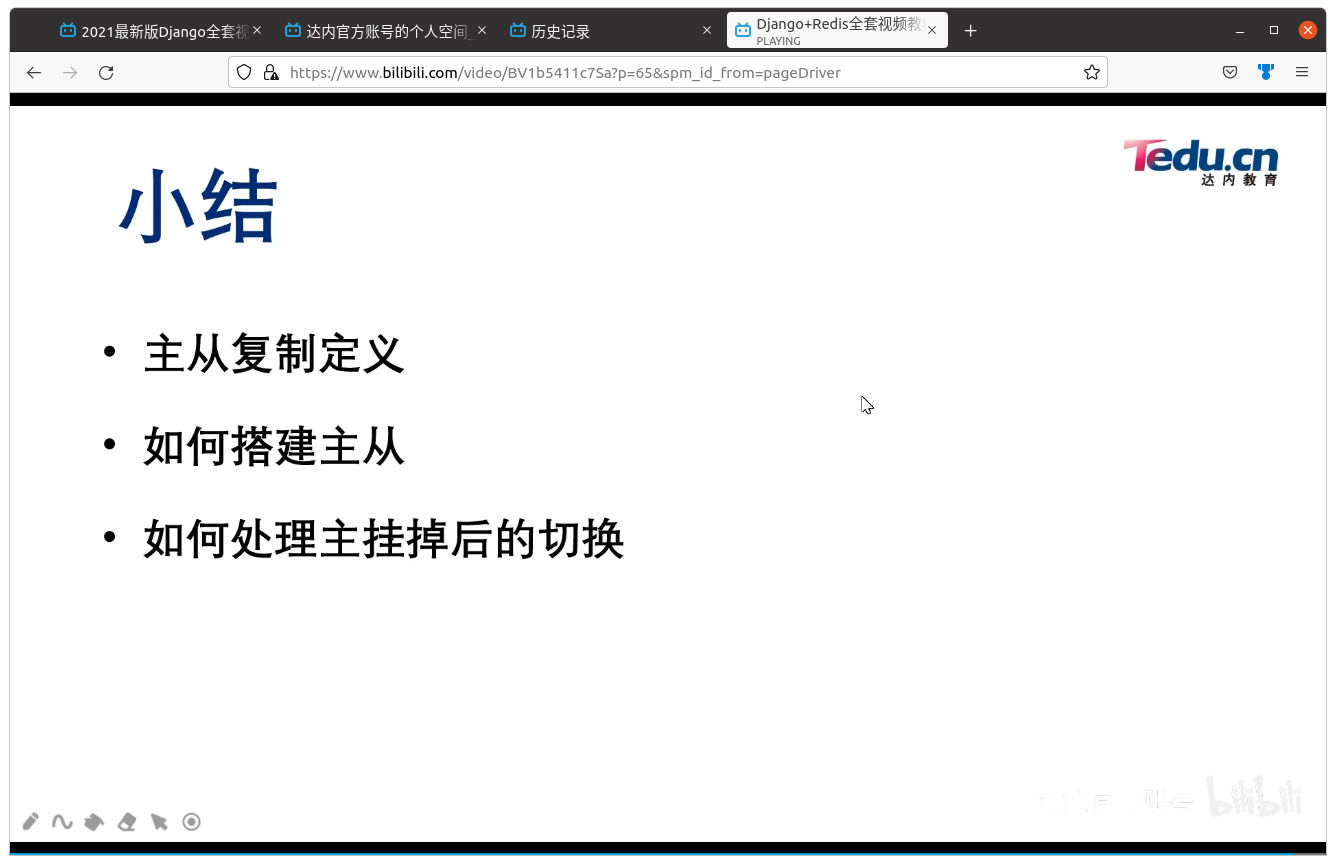 2021最新版Django全套视
达内官方账号的个人空间_
历史记录
Django+Redis全套视频教
PLAYING
https://www.bilibili.com/video/BV1b5411c7Sa?p=65&spm_id_from=pageDriver
Tedu.cn
达内教育
小结
• 主从复制定义
• 如何搭建主从
• 如何处理主挂掉后的切换
bilibili